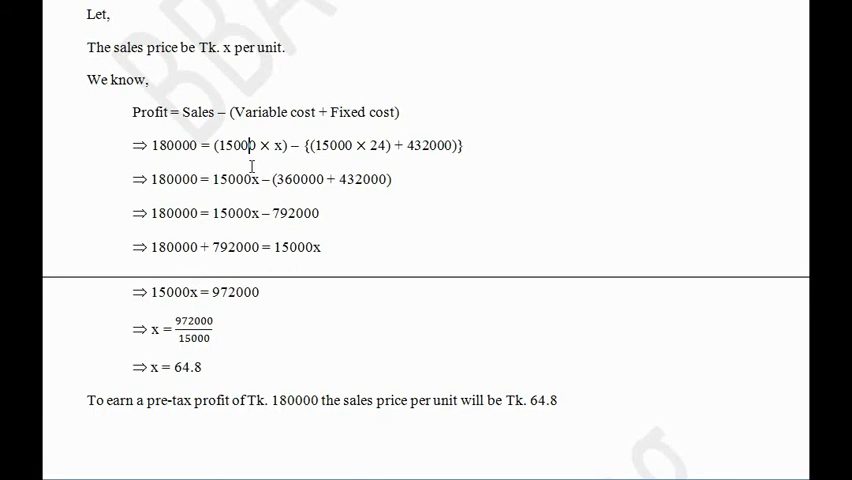 Let,
The sales price be Tk. x per unit.
We know,
Profit = Sales – (Variable cost + Fixed cost)
⇒ 180000 = (15000 × x) – {(15000 × 24) + 432000)}
⇒ 180000 = 15000x – (360000 + 432000)
⇒ 180000 = 15000x – 792000
⇒ 180000 + 792000 = 15000x
⇒ 15000x = 972000
⇒ x = 972000/15000
⇒ x = 64.8
To earn a pre-tax profit of Tk. 180000 the sales price per unit will be Tk. 64.8